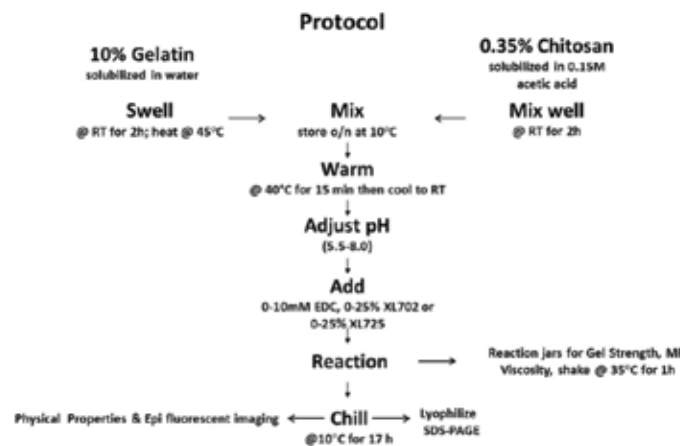 Protocol
10% Gelatin
solubilized in water
0.35% Chitosan
solubilized in 0.15M
acetic acid
Swell
@ RT for 2h; heat @ 45°C
Mix
store o/n at 10°C
Mix well
@ RT for 2h
Warm
@ 40°C for 15 min then cool to RT
Adjust pH
(5.5-8.0)
Add
0-10mM EDC, 0-25% XL702 or
0-25% XL725
Reaction
Reaction jars for Gel Strength,
Viscosity, shake @ 35°C for 1h
Physical Properties & Epi fluorescent imaging
Chill
@10°C for 17 h
Lyophilize
SDS-PAGE